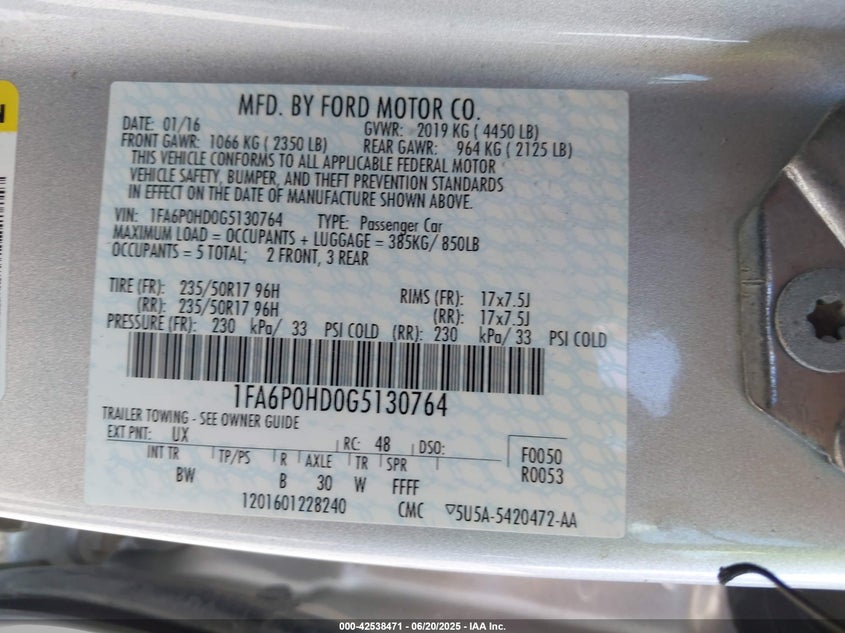 MFD. BY FORD MOTOR CO.
DATE: 01/16 GVWR: 2019 KG ( 4450 LB)
FRONT GAWR: 1066 KG ( 2350 LB) REAR GAWR: 964 KG ( 2125 LB)
THIS VEHICLE CONFORMS TO ALL APPLICABLE FEDERAL MOTOR
VEHICLE SAFETY, BUMPER, AND THEFT PREVENTION STANDARDS
IN EFFECT ON THE DATE OF MANUFACTURE SHOWN ABOVE.
VIN: 1FA6P0HD0G5130764 TYPE: Passenger Car
MAXIMUM LOAD = OCCUPANTS + LUGGAGE = 385KG/ 850LB
OCCUPANTS = 5 TOTAL; 2 FRONT, 3 REAR
TIRE (FR): 235/50R17 96H RIMS (FR): 17x7.5J
(RR): 235/50R17 96H (RR): 17x7.5J
PRESSURE (FR): 230 kPa/ 33 PSI COLD (RR): 230 kPa/33 PSI COLD
1FA6P0HD0G5130764
TRAILER TOWING - SEE OWNER GUIDE
EXT PNT: UX RC: 48 DSO: F0050
R0053
INT TR TP/PS R AXLE TR SPR
BW B 30 W FFFF
1201601228240 CMC ▽5U5A-5420472-AA
000-42538471 - 06/20/2025 - IAA Inc.